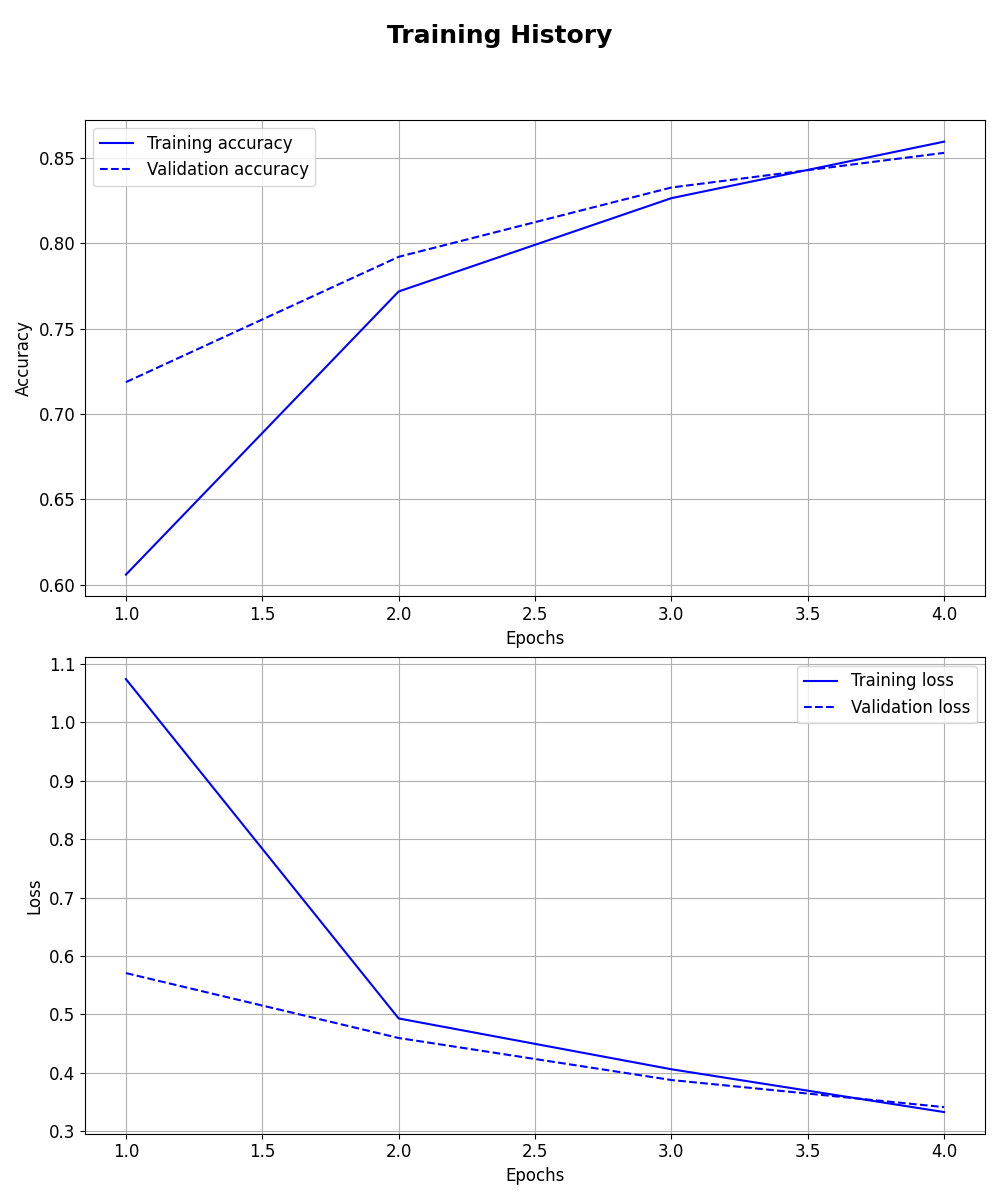 Training History
Training accuracy
Validation accuracy
0.85
0.80
0.75
0.70
0.65
0.60
Accuracy
1.0 1.5 2.0 2.5 3.0 3.5 4.0
Epochs
Training loss
Validation loss
1.1
1.0
0.9
0.8
0.7
0.6
0.5
0.4
0.3
Loss
1.0 1.5 2.0 2.5 3.0 3.5 4.0
Epochs